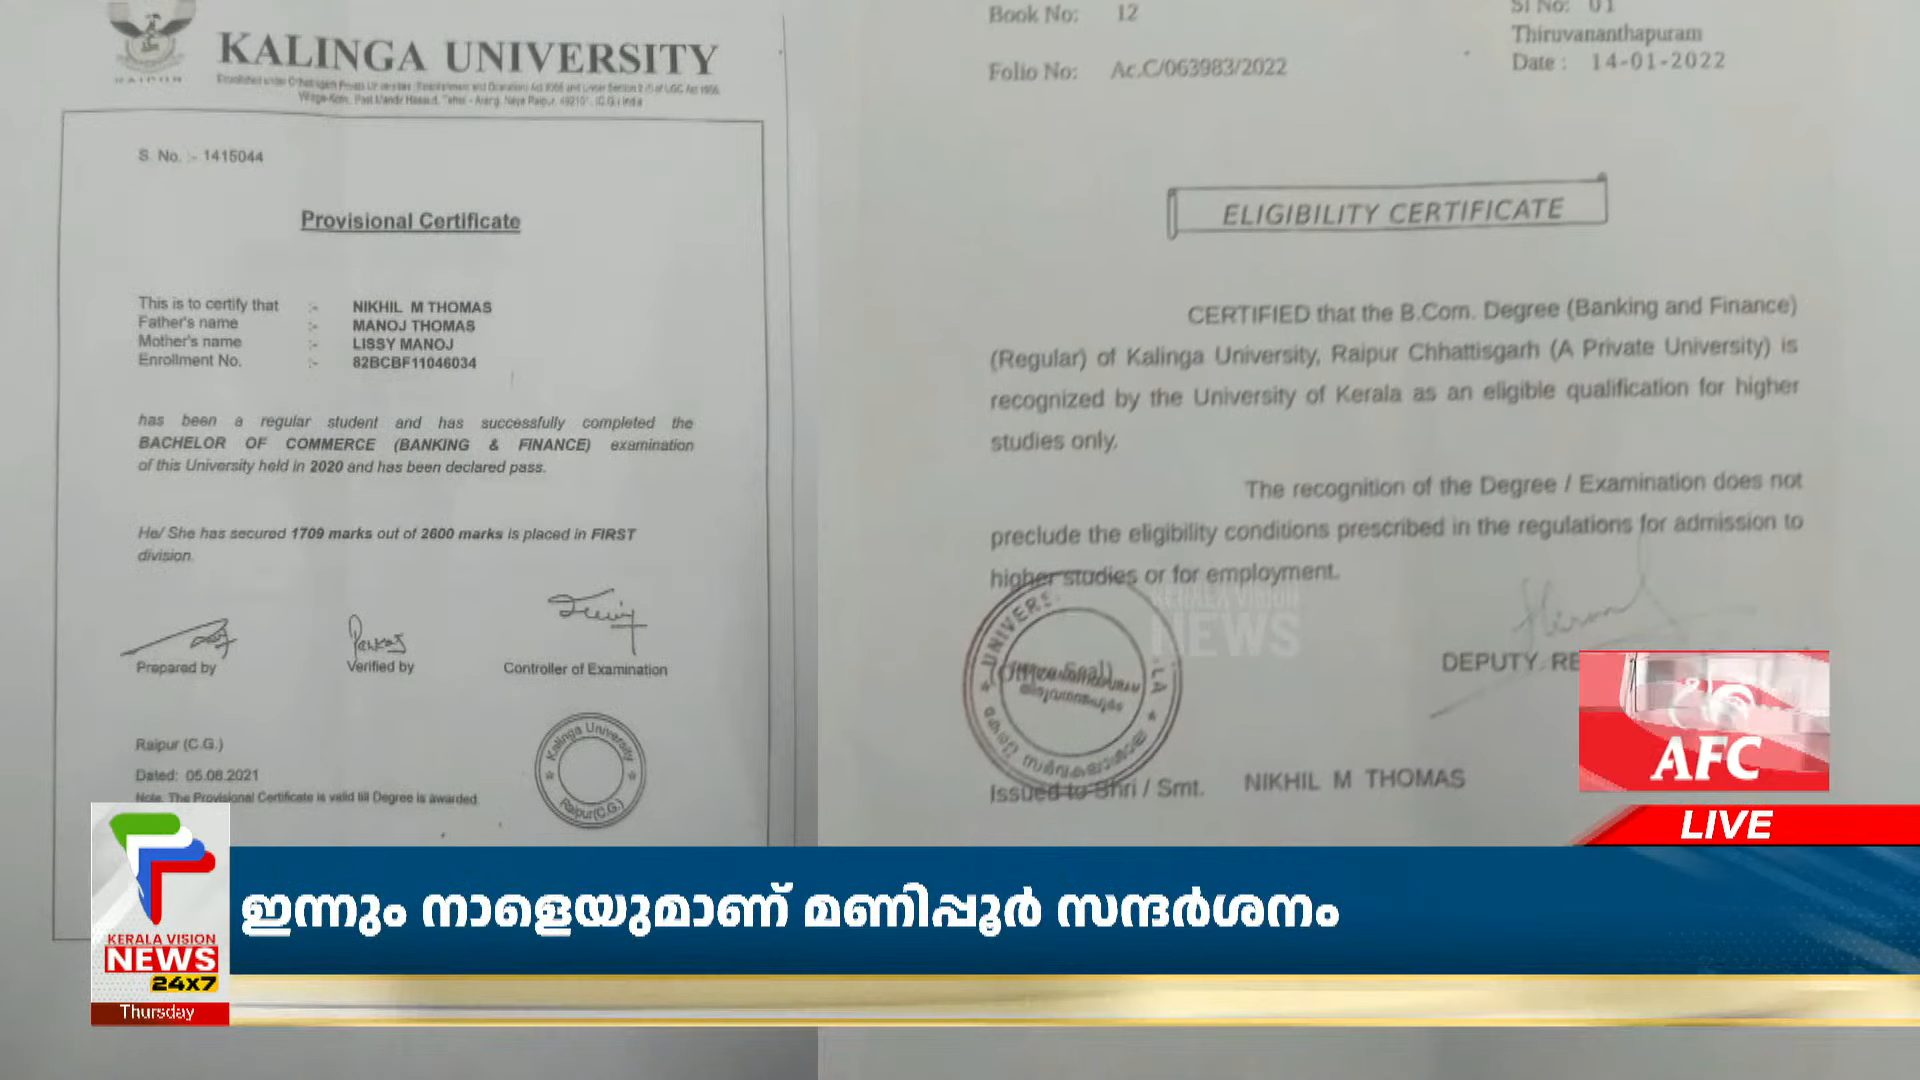 RAIPUR
KALINGA UNIVERSITY
S. No. :- 1415044
Provisional Certificate
This is to certify that :- NIKHIL M THOMAS
Father's name :- MANOJ THOMAS
Mother's name :- LISSY MANOJ
Enrollment No. :- 82BCBF11046034
has been a regular student and has successfully completed the
BACHELOR OF COMMERCE (BANKING & FINANCE) examination
of this University held in 2020 and has been declared pass.
He/ She has secured 1709 marks out of 2600 marks is placed in FIRST
division.
Prepared by Verified by Controller of Examination
Raipur (C.G.)
Dated: 05.08.2021
Note. The Provisional Certificate is valid till Degree is awarded.
Kalinga University
Raipur(C.G.)
Book No: 12
Sl No: 01
Thiruvananthapuram
Folio No: Ac.C/063983/2022
Date : 14-01-2022
ELIGIBILITY CERTIFICATE
CERTIFIED that the B.Com. Degree (Banking and Finance)
(Regular) of Kalinga University, Raipur Chhattisgarh (A Private University) is
recognized by the University of Kerala as an eligible qualification for higher
studies only.
The recognition of the Degree / Examination does not
preclude the eligibility conditions prescribed in the regulations for admission to
higher studies or for employment.
KERALA VISION
NEWS
DEPUTY RE
Issued to Shri / Smt. NIKHIL M THOMAS
AFC
LIVE
ഇന്നും നാളെയുമാണ് മണിപ്പൂർ സന്ദർശനം
KERALA VISION
NEWS
24x7
Thursday